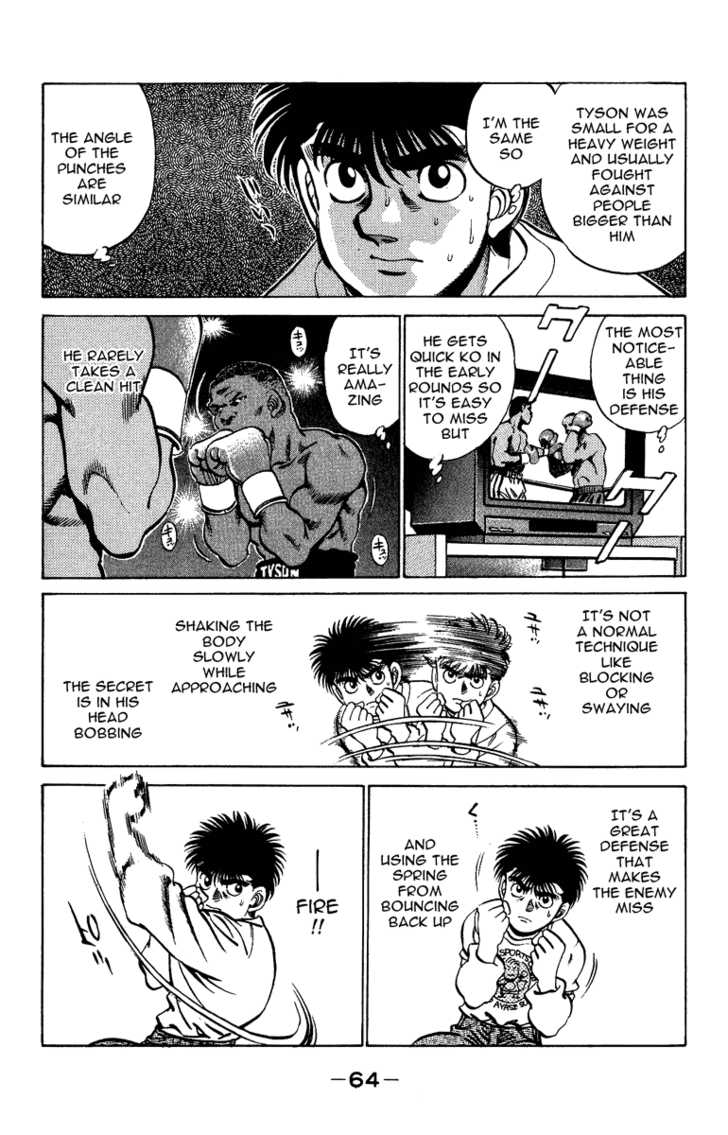 TYSON WAS
SMALL FOR A
HEAVY WEIGHT
AND USUALLY
FOUGHT
AGAINST
PEOPLE
BIGGER THAN
HIM
I'M THE
SAME
SO
THE ANGLE
OF THE
PUNCHES
ARE
SIMILAR
THE MOST
NOTICE-
ABLE
THING
IS HIS
DEFENSE
HE GETS
QUICK KO IN
THE EARLY
ROUNDS SO
IT'S EASY
TO MISS
BUT
IT'S
REALLY
AMA-
ZING
HE RARELY
TAKES A
CLEAN HIT
TYSON
IT'S NOT
A NORMAL
TECHNIQUE
LIKE
BLOCKING
OR
SWAYING
SHAKING THE
BODY
SLOWLY
WHILE
APPROACHING
THE SECRET
IS IN HIS
HEAD
BOBBING
IT'S A
GREAT
DEFENSE
THAT
MAKES
THE ENEMY
MISS
AND
USING THE
SPRING
FROM
BOUNCING
BACK UP
SPORTS
FIRE
!!
-64-